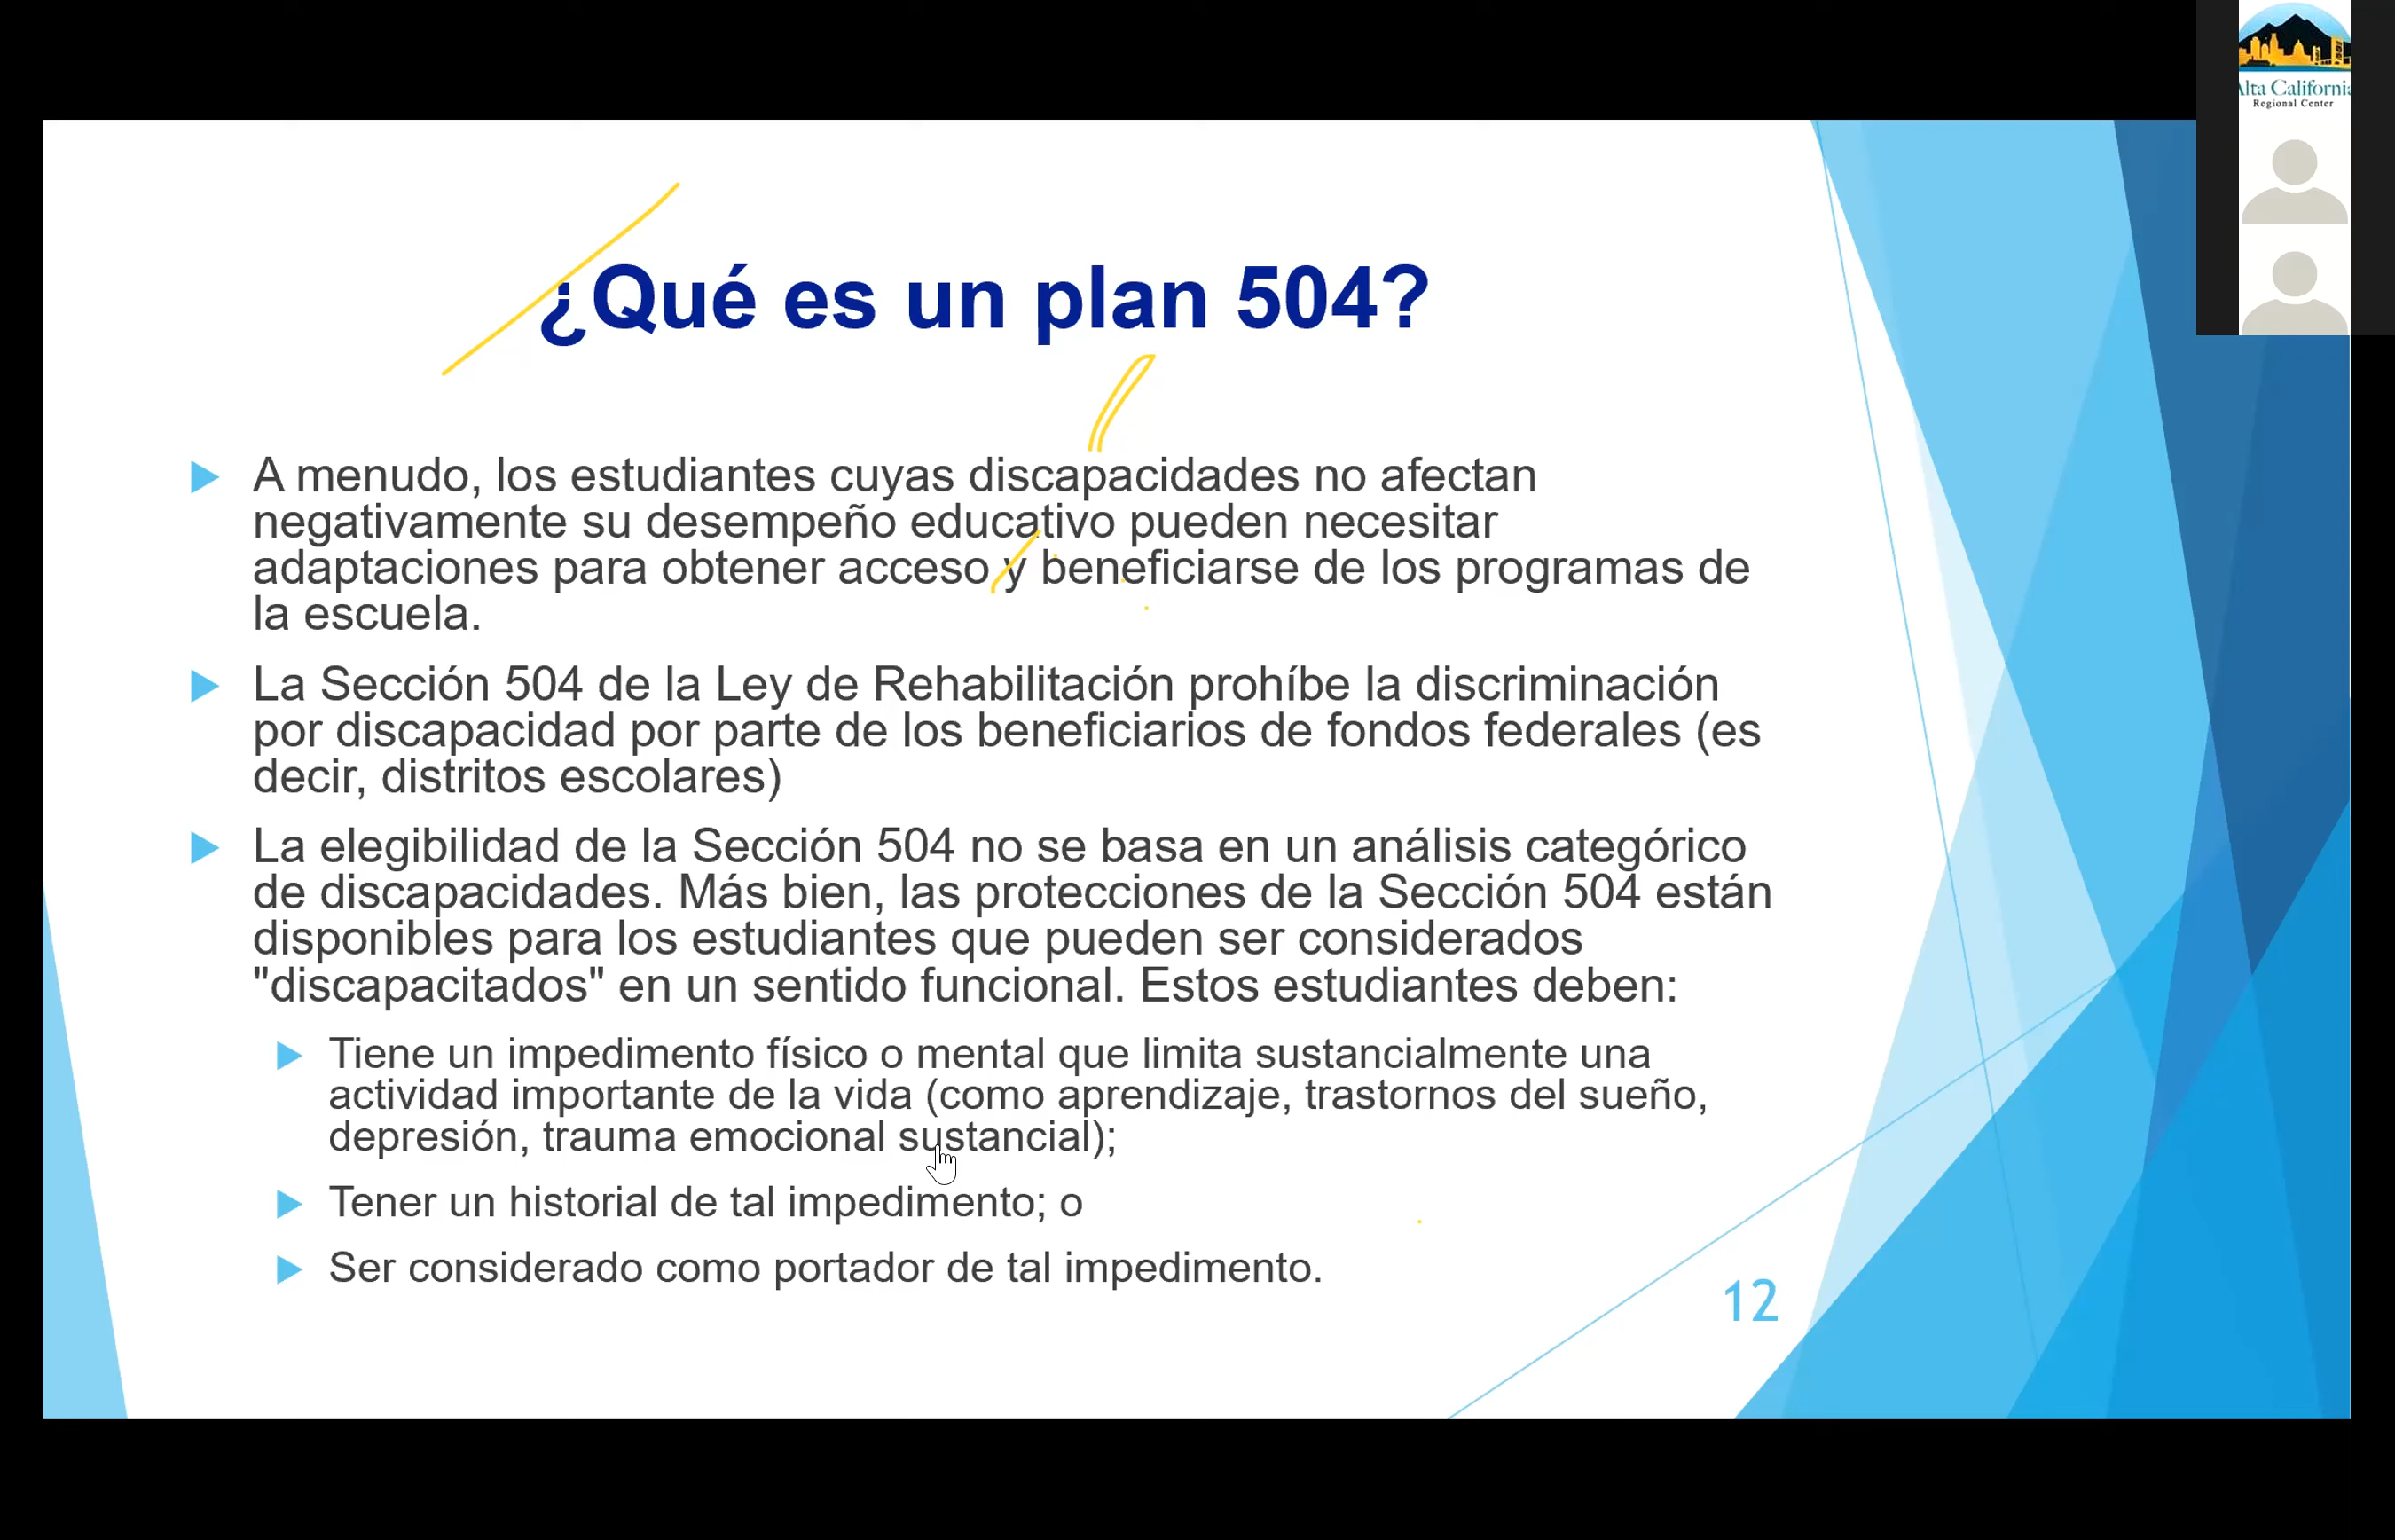 Alta California
Regional Center
¿Qué es un plan 504?
A menudo, los estudiantes cuyas discapacidades no afectan
negativamente su desempeño educativo pueden necesitar
adaptaciones para obtener acceso y beneficiarse de los programas de
la escuela.
La Sección 504 de la Ley de Rehabilitación prohíbe la discriminación
por discapacidad por parte de los beneficiarios de fondos federales (es
decir, distritos escolares)
La elegibilidad de la Sección 504 no se basa en un análisis categórico
de discapacidades. Más bien, las protecciones de la Sección 504 están
disponibles para los estudiantes que pueden ser considerados
"discapacitados" en un sentido funcional. Estos estudiantes deben:
Tiene un impedimento físico o mental que limita sustancialmente una
actividad importante de la vida (como aprendizaje, trastornos del sueño,
depresión, trauma emocional sustancial);
Tener un historial de tal impedimento; o
Ser considerado como portador de tal impedimento.
12